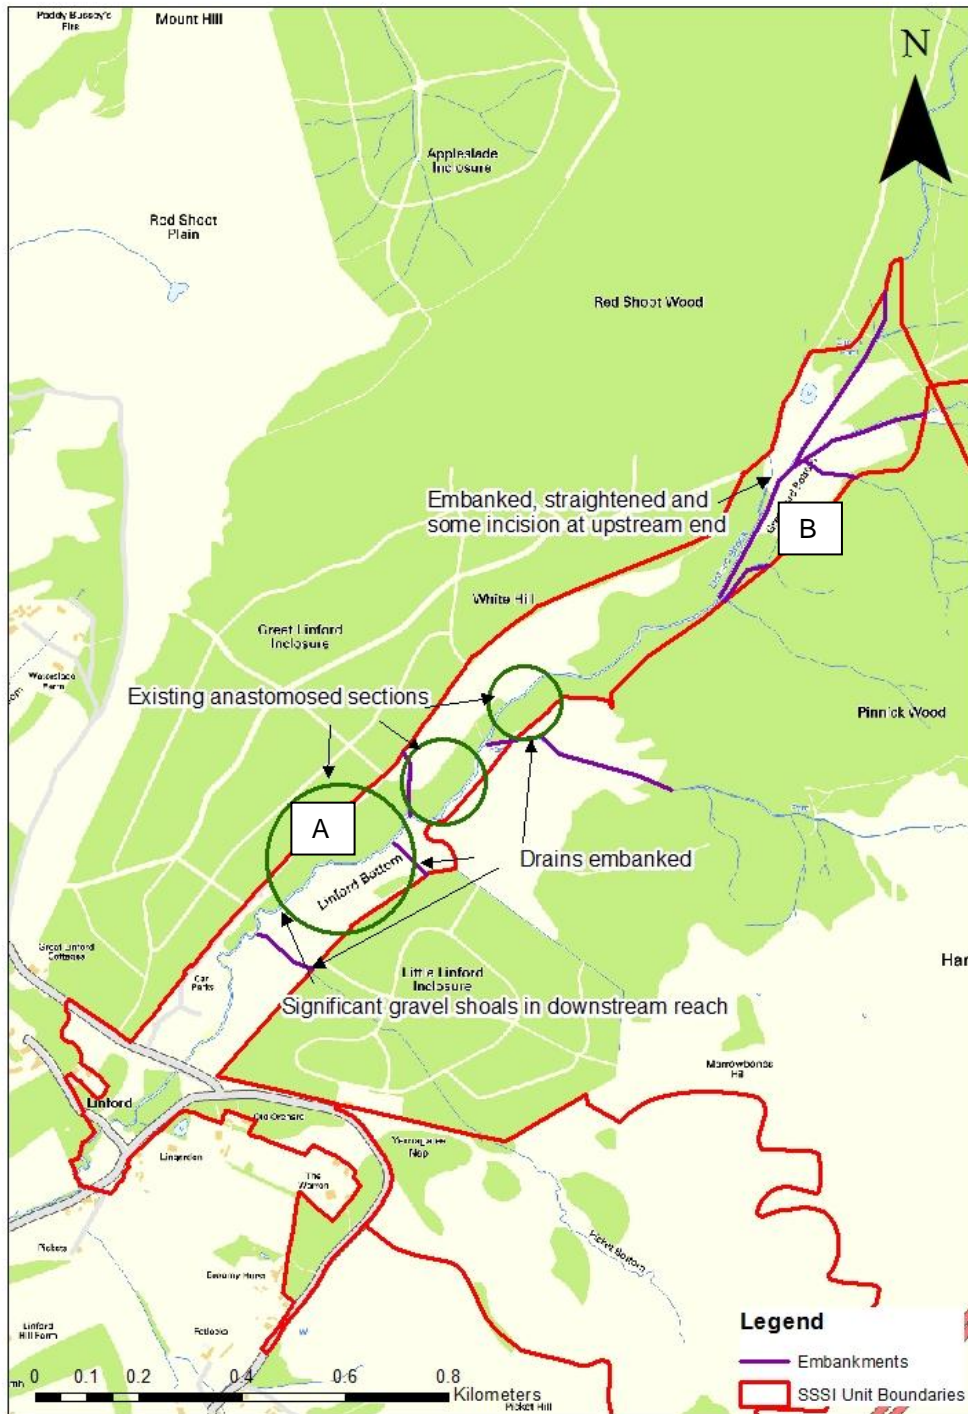 Paddy Bussey's
Firs
Mount Hill
N
Appleslade
Inclosure
Red Shoot
Plain
Red Shoot Wood
Embanked, straightened and
some incision at upstream end
B
White Hill
Great Linford
Inclosure
Existing anastomosed sections
Pinnick Wood
Farm
A
Drains embanked
Linford Bottom
Great Linford
Cottages
Car
Parks
Little Linford
Inclosure
Har
Significant gravel shoals in downstream reach
Marrowbones
Hill
Linford
Old Orchard
The
Warren
Picket Bottom
Pickets
Linford
Hill Farm
W
Legend
Embankments
SSSI Unit Boundaries
0 0.1 0.2 0.4 0.6 0.8
Kilometers
Picket Hill